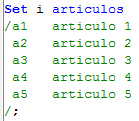 Set i articulos
/a1 articulo 1
a2 articulo 2
a3 articulo 3
a4 articulo 4
a5 articulo 5
/;